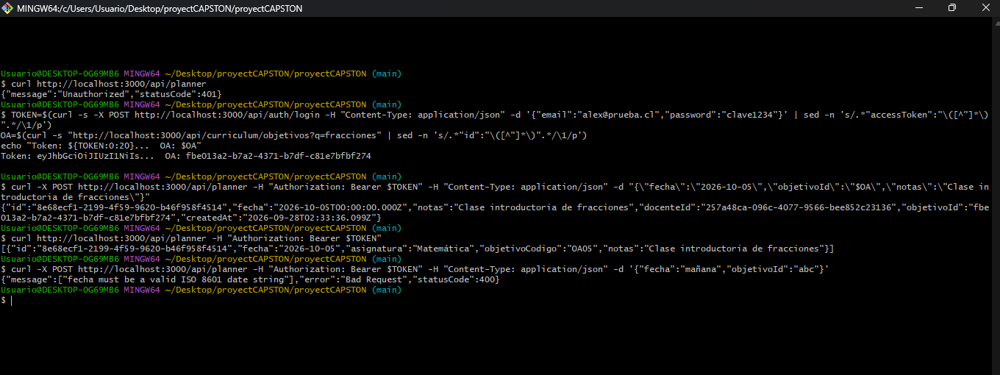 MINGW64:/c/Users/Usuario/Desktop/proyectCAPSTON/proyectCAPSTON
Usuario@DESKTOP-OG69MB6 MINGW64 ~/Desktop/proyectCAPSTON/proyectCAPSTON (main)
$ curl http://localhost:3000/api/planner
{"message":"Unauthorized","statusCode":401}
Usuario@DESKTOP-OG69MB6 MINGW64 ~/Desktop/proyectCAPSTON/proyectCAPSTON (main)
$ TOKEN=$(curl -s -X POST http://localhost:3000/api/auth/login -H "Content-Type: application/json" -d '{"email":"alex@prueba.cl","password":"clave1234"}' | sed -n 's/.*"accessToken":"\([^"]*\)
".*/\1/p')
OA=$(curl -s "http://localhost:3000/api/curriculum/objetivos?q=fracciones" | sed -n 's/.*"id":"\([^"]*\)".*/\1/p')
echo "Token: ${TOKEN:0:20}...  OA: $OA"
Token: eyJhbGciOiJIUzI1NiIs...  OA: fbe013a2-b7a2-4371-b7df-c81e7bfbf274
Usuario@DESKTOP-OG69MB6 MINGW64 ~/Desktop/proyectCAPSTON/proyectCAPSTON (main)
$ curl -X POST http://localhost:3000/api/planner -H "Authorization: Bearer $TOKEN" -H "Content-Type: application/json" -d "{\"fecha\":\"2026-10-05\",\"objetivoId\":\"$OA\",\"notas\":\"Clase in
troductoria de fracciones\"}"
{"id":"8e68ecf1-2199-4f59-9620-b46f958f4514","fecha":"2026-10-05T00:00:00.000Z","notas":"Clase introductoria de fracciones","docenteId":"257a48ca-096c-4077-9566-bee852c23136","objetivoId":"fbe
013a2-b7a2-4371-b7df-c81e7bfbf274","createdAt":"2026-09-28T02:33:36.099Z"}
Usuario@DESKTOP-OG69MB6 MINGW64 ~/Desktop/proyectCAPSTON/proyectCAPSTON (main)
$ curl http://localhost:3000/api/planner -H "Authorization: Bearer $TOKEN"
[{"id":"8e68ecf1-2199-4f59-9620-b46f958f4514","fecha":"2026-10-05","asignatura":"Matemática","objetivoCodigo":"OA05","notas":"Clase introductoria de fracciones"}]
Usuario@DESKTOP-OG69MB6 MINGW64 ~/Desktop/proyectCAPSTON/proyectCAPSTON (main)
$ curl -X POST http://localhost:3000/api/planner -H "Authorization: Bearer $TOKEN" -H "Content-Type: application/json" -d '{"fecha":"mañana","objetivoId":"abc"}'
{"message":["fecha must be a valid ISO 8601 date string"],"error":"Bad Request","statusCode":400}
Usuario@DESKTOP-OG69MB6 MINGW64 ~/Desktop/proyectCAPSTON/proyectCAPSTON (main)
$